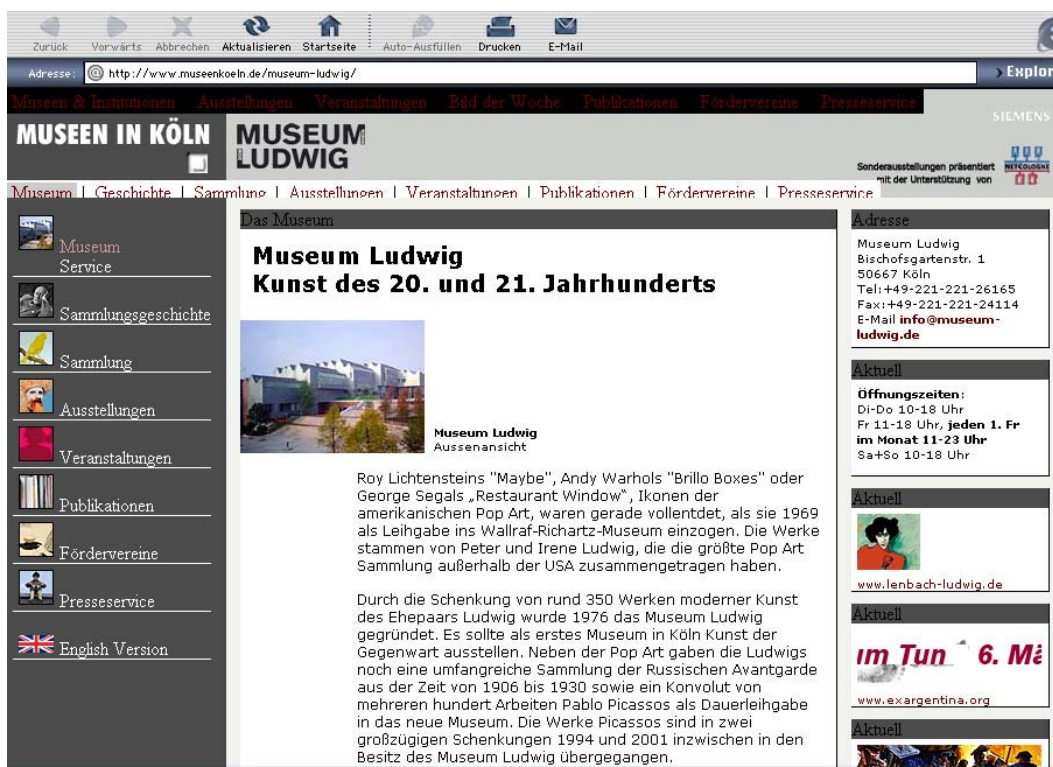 Zurück Vorwärts Abbrechen Aktualisieren Startseite Auto-Ausfüllen Drucken E-Mail
Adresse: http://www.museenkoeln.de/museum-ludwig/ Explor
Museen & Institutionen Ausstellungen Veranstaltungen Bild der Woche Publikationen Fördervereine Presseservice
SIEMENS
MUSEEN IN KÖLN
MUSEUM
LUDWIG
Sonderausstellungen präsentiert
mit der Unterstützung von
NETCOLOGNE
Museum | Geschichte | Sammlung | Ausstellungen | Veranstaltungen | Publikationen | Fördervereine | Presseservice
Museum
Service
Sammlungsgeschichte
Sammlung
Ausstellungen
Veranstaltungen
Publikationen
Fördervereine
Presseservice
English Version
Das Museum
Museum Ludwig
Kunst des 20. und 21. Jahrhunderts
Museum Ludwig
Aussenansicht
Roy Lichtensteins "Maybe", Andy Warhols "Brillo Boxes" oder
George Segals „Restaurant Window“, Ikonen der
amerikanischen Pop Art, waren gerade vollentdet, als sie 1969
als Leihgabe ins Wallraf-Richartz-Museum einzogen. Die Werke
stammen von Peter und Irene Ludwig, die die größte Pop Art
Sammlung außerhalb der USA zusammengetragen haben.
Durch die Schenkung von rund 350 Werken moderner Kunst
des Ehepaars Ludwig wurde 1976 das Museum Ludwig
gegründet. Es sollte als erstes Museum in Köln Kunst der
Gegenwart ausstellen. Neben der Pop Art gaben die Ludwigs
noch eine umfangreiche Sammlung der Russischen Avantgarde
aus der Zeit von 1906 bis 1930 sowie ein Konvolut von
mehreren hundert Arbeiten Pablo Picassos als Dauerleihgabe
in das neue Museum. Die Werke Picassos sind in zwei
großzügigen Schenkungen 1994 und 2001 inzwischen in den
Besitz des Museum Ludwig übergegangen.
Adresse
Museum Ludwig
Bischofsgartenstr. 1
50667 Köln
Tel:+49-221-221-26165
Fax:+49-221-221-24114
E-Mail info@museum-
ludwig.de
Aktuell
Öffnungszeiten:
Di-Do 10-18 Uhr
Fr 11-18 Uhr, jeden 1. Fr
im Monat 11-23 Uhr
Sa+So 10-18 Uhr
Aktuell
www.lenbach-ludwig.de
Aktuell
ım Tun 6. Mä
www.exargentina.org
Aktuell